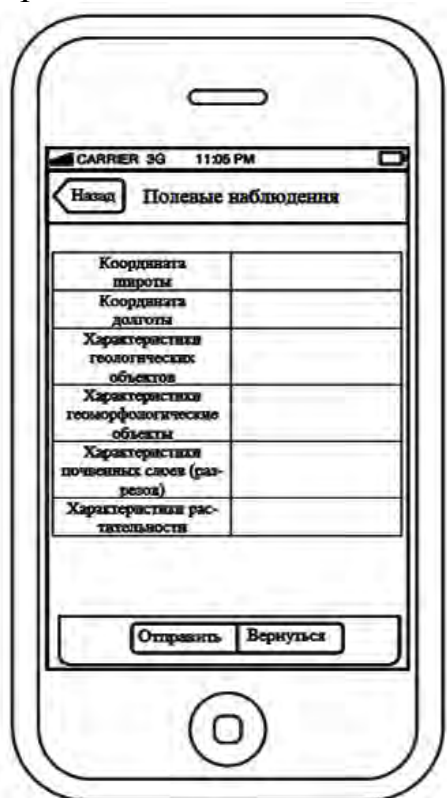 CARRIER 3G 11:05 PM
Назад Полевые наблюдения
Координата
широты
Координата
долготы
Характеристики
геологических
объектов
Характеристики
геоморфологические
объекты
Характеристики
почвенных слоев (раз-
резов)
Характеристики рас-
тительности
Отправить Вернуться